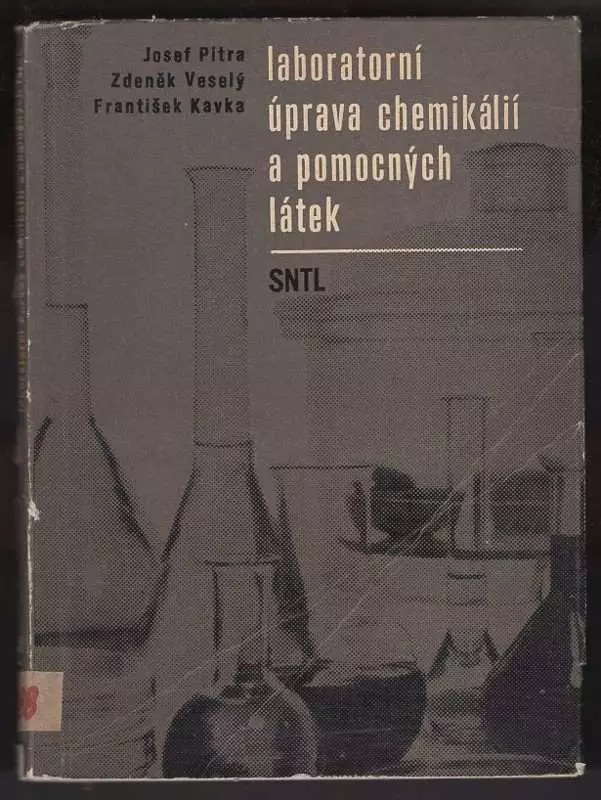 Josef Pitra
Zdeněk Veselý
František Kavka
laboratorní
úprava chemikálií
a pomocných
látek
SNTL